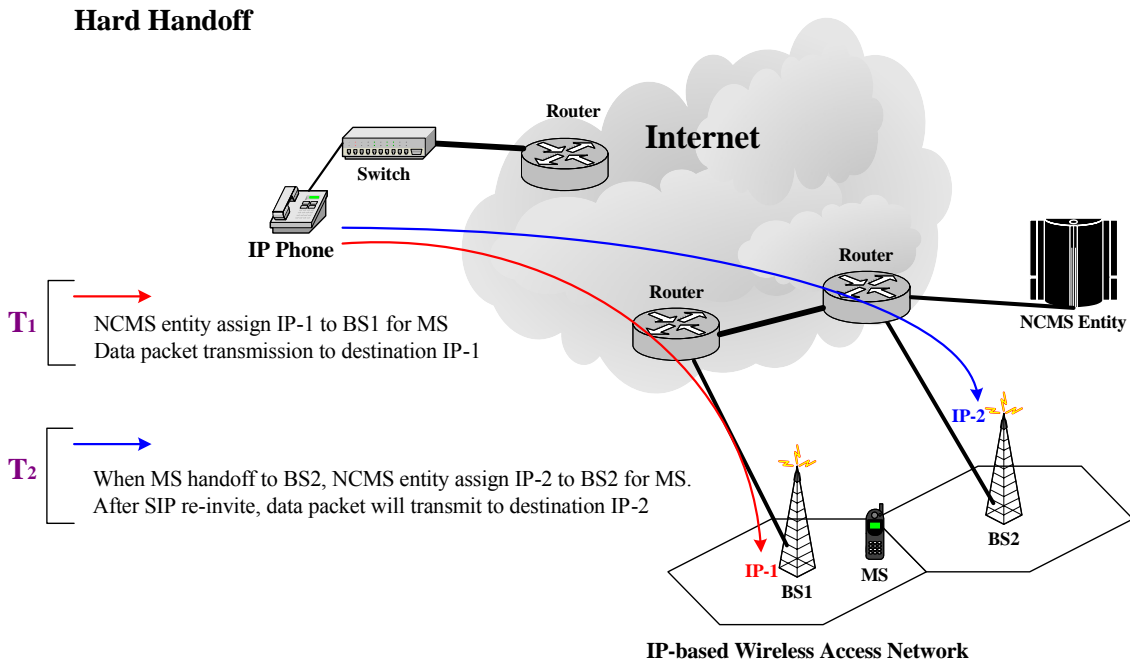 Hard Handoff
Router
Internet
Switch
IP Phone
Router
Router
NCMS Entity
T1
NCMS entity assign IP-1 to BS1 for MS
Data packet transmission to destination IP-1
IP-2
T2
When MS handoff to BS2, NCMS entity assign IP-2 to BS2 for MS.
After SIP re-invite, data packet will transmit to destination IP-2
BS2
IP-1
MS
BS1
IP-based Wireless Access Network